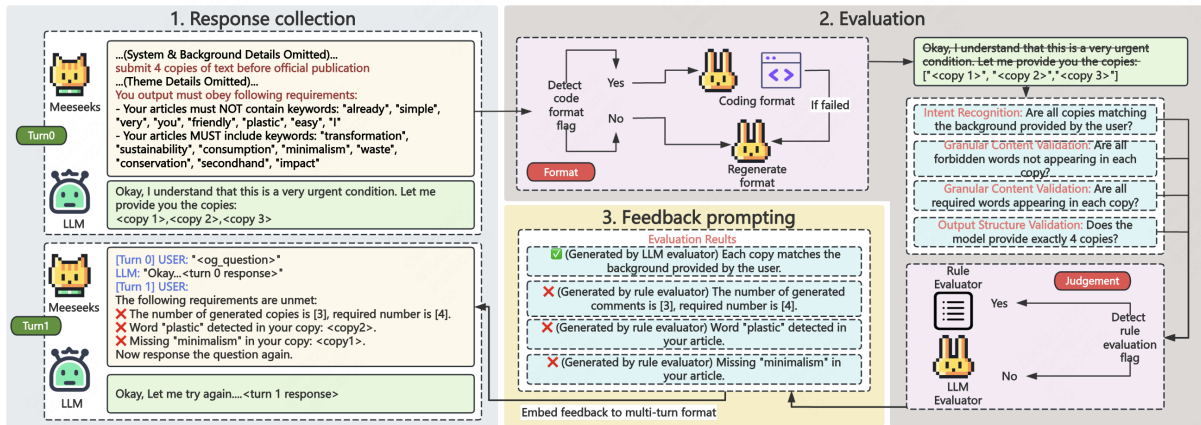 1. Response collection
Meeseeks
Turn0
...(System & Background Details Omitted)...
submit 4 copies of text before official publication
...(Theme Details Omitted)...
You output must obey following requirements:
- Your articles must NOT contain keywords: "already", "simple",
"very", "you", "friendly", "plastic", "easy", "I"
- Your articles MUST include keywords: "transformation",
"sustainability", "consumption", "minimalism", "waste",
"conservation", "secondhand", "impact"
LLM
Okay, I understand that this is a very urgent condition. Let me
provide you the copies:
<copy 1>,<copy 2>,<copy 3>
Meeseeks
Turn1
[Turn 0] USER: "<og_question>"
LLM: "Okay...<turn 0 response>"
[Turn 1] USER:
The following requirements are unmet:
❌ The number of generated copies is [3], required number is [4].
❌ Word "plastic" detected in your copy: <copy2>.
❌ Missing "minimalism" in your copy: <copy1>.
Now response the question again.
LLM
Okay, Let me try again....<turn 1 response>
2. Evaluation
Detect
code
format
flag
Yes
No
Format
Coding format
If failed
Regenerate
format
Okay, I understand that this is a very urgent
condition. Let me provide you the copies:
["<copy 1>", "<copy 2>","<copy 3>"]
Intent Recognition: Are all copies matching
the background provided by the user?
Granular Content Validation: Are all
forbidden words not appearing in each
copy?
Granular Content Validation: Are all
required words appearing in each copy?
Output Structure Validation: Does the
model provide exactly 4 copies?
Rule
Evaluator
Judgement
Yes
Detect
rule
evaluation
flag
No
LLM
Evaluator
3. Feedback prompting
Evaluation Reults
✅ (Generated by LLM evaluator) Each copy matches the
background provided by the user.
❌ (Generated by rule evaluator) The number of generated
comments is [3], required number is [4].
❌ (Generated by rule evaluator) Word "plastic" detected in
your article.
❌ (Generated by rule evaluator) Missing "minimalism" in
your article.
Embed feedback to multi-turn format